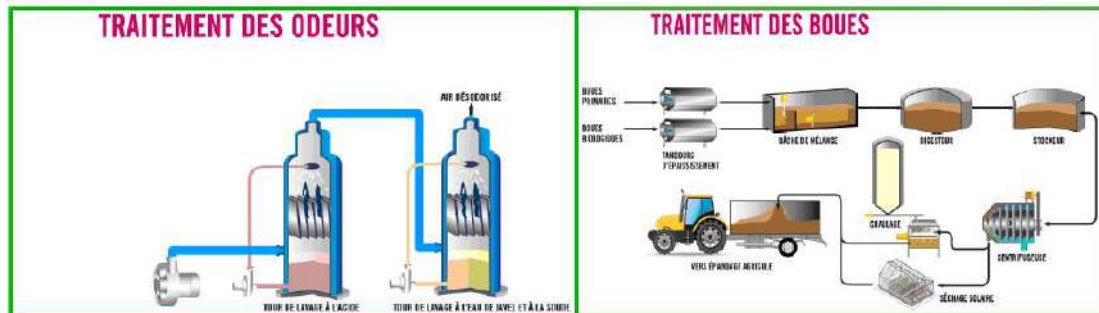 TRAITEMENT DES ODEURS
AIR DÉSODORISÉ
TOUR DE LAVAGE À L'ACIDE
TOUR DE LAVAGE À L'EAU DE JAVEL ET À LA SOUDE
TRAITEMENT DES BOUES
BOUES
PRIMAIRES
BOUES
BIOLOGIQUES
TAMBOURS
D'ÉPAISSISSEMENT
BÂCHE DE MÉLANGE
DIGESTEUR
STOCKEUR
CHAULAGE
CENTRIFUGEUSE
VERS ÉPANDAGE AGRICOLE
SÉCHAGE SOLAIRE